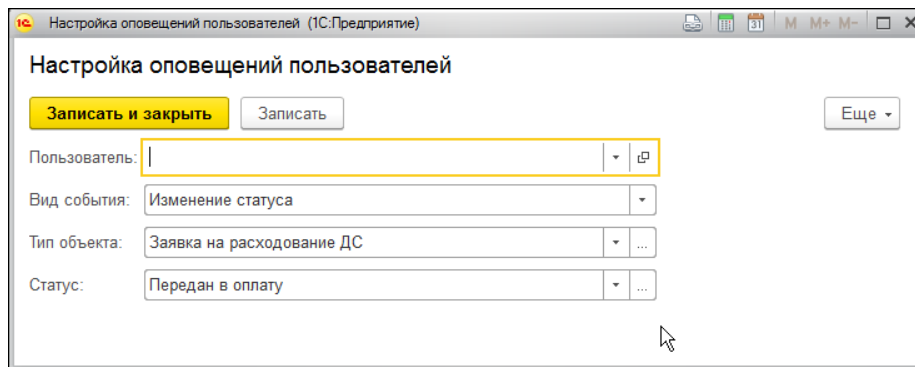 Настройка оповещений пользователей (1С:Предприятие)
31 M M+ M-
Настройка оповещений пользователей
Записать и закрыть Записать Еще
Пользователь:
Вид события: Изменение статуса
Тип объекта: Заявка на расходование ДС ...
Статус: Передан в оплату ...